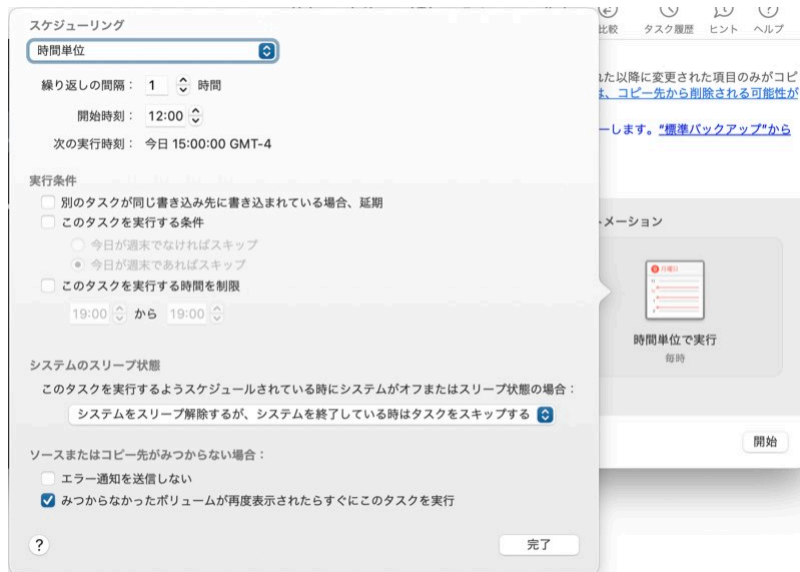 スケジューリング
時間単位
繰り返しの間隔： 1 時間
開始時刻： 12:00
次の実行時刻： 今日 15:00:00 GMT-4
実行条件
別のタスクが同じ書き込み先に書き込まれている場合、延期
このタスクを実行する条件
今日が週末でなければスキップ
今日が週末であればスキップ
このタスクを実行する時間を制限
19:00 から 19:00
システムのスリープ状態
このタスクを実行するようスケジュールされている時にシステムがオフまたはスリープ状態の場合：
システムをスリープ解除するが、システムを終了している時はタスクをスキップする
ソースまたはコピー先がみつからない場合：
エラー通知を送信しない
みつからなかったボリュームが再度表示されたらすぐにこのタスクを実行
? 完了
比較 タスク履歴 ヒント ヘルプ
た以降に変更された項目のみがコピ
は、コピー先から削除される可能性が
ーします。"標準バックアップ"から
メーション
月曜日
時間単位で実行
毎時
開始